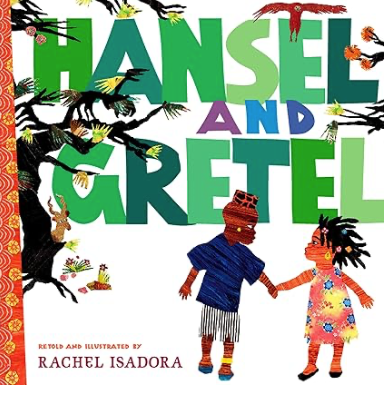 HANSEL
AND
GRETEL
RETOLD AND ILLUSTRATED BY
RACHEL ISADORA